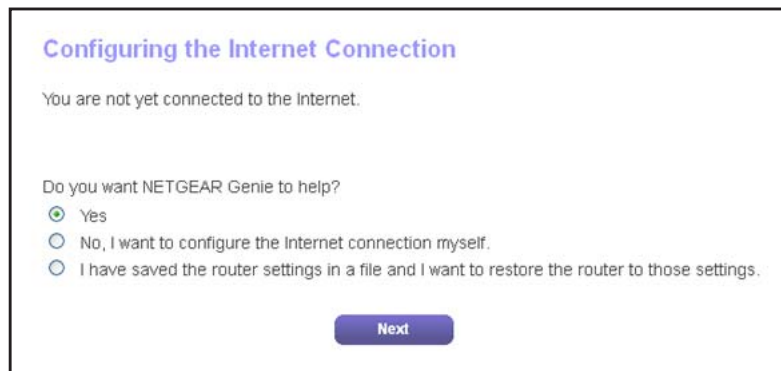 Configuring the Internet Connection
You are not yet connected to the Internet.
Do you want NETGEAR Genie to help?
Yes
No, I want to configure the Internet connection myself.
I have saved the router settings in a file and I want to restore the router to those settings.
Next